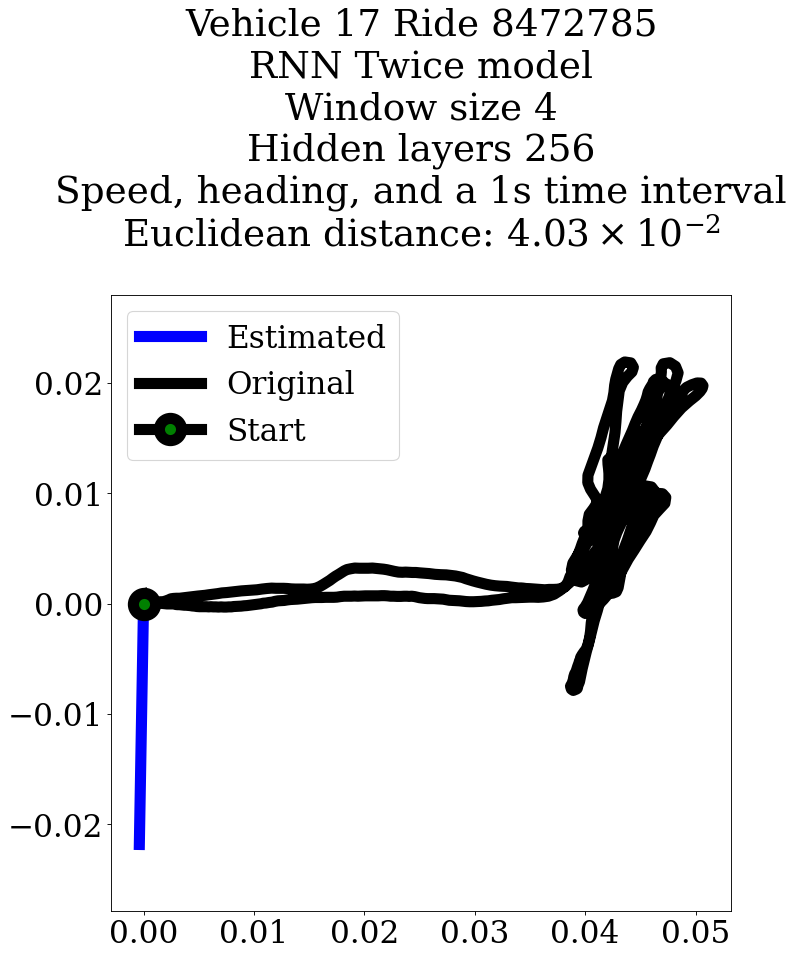 Vehicle 17 Ride 8472785
RNN Twice model
Window size 4
Hidden layers 256
Speed, heading, and a 1s time interval
Euclidean distance: 4.03 × 10⁻²
Estimated
Original
Start
0.02
0.01
0.00
−0.01
−0.02
0.00 0.01 0.02 0.03 0.04 0.05